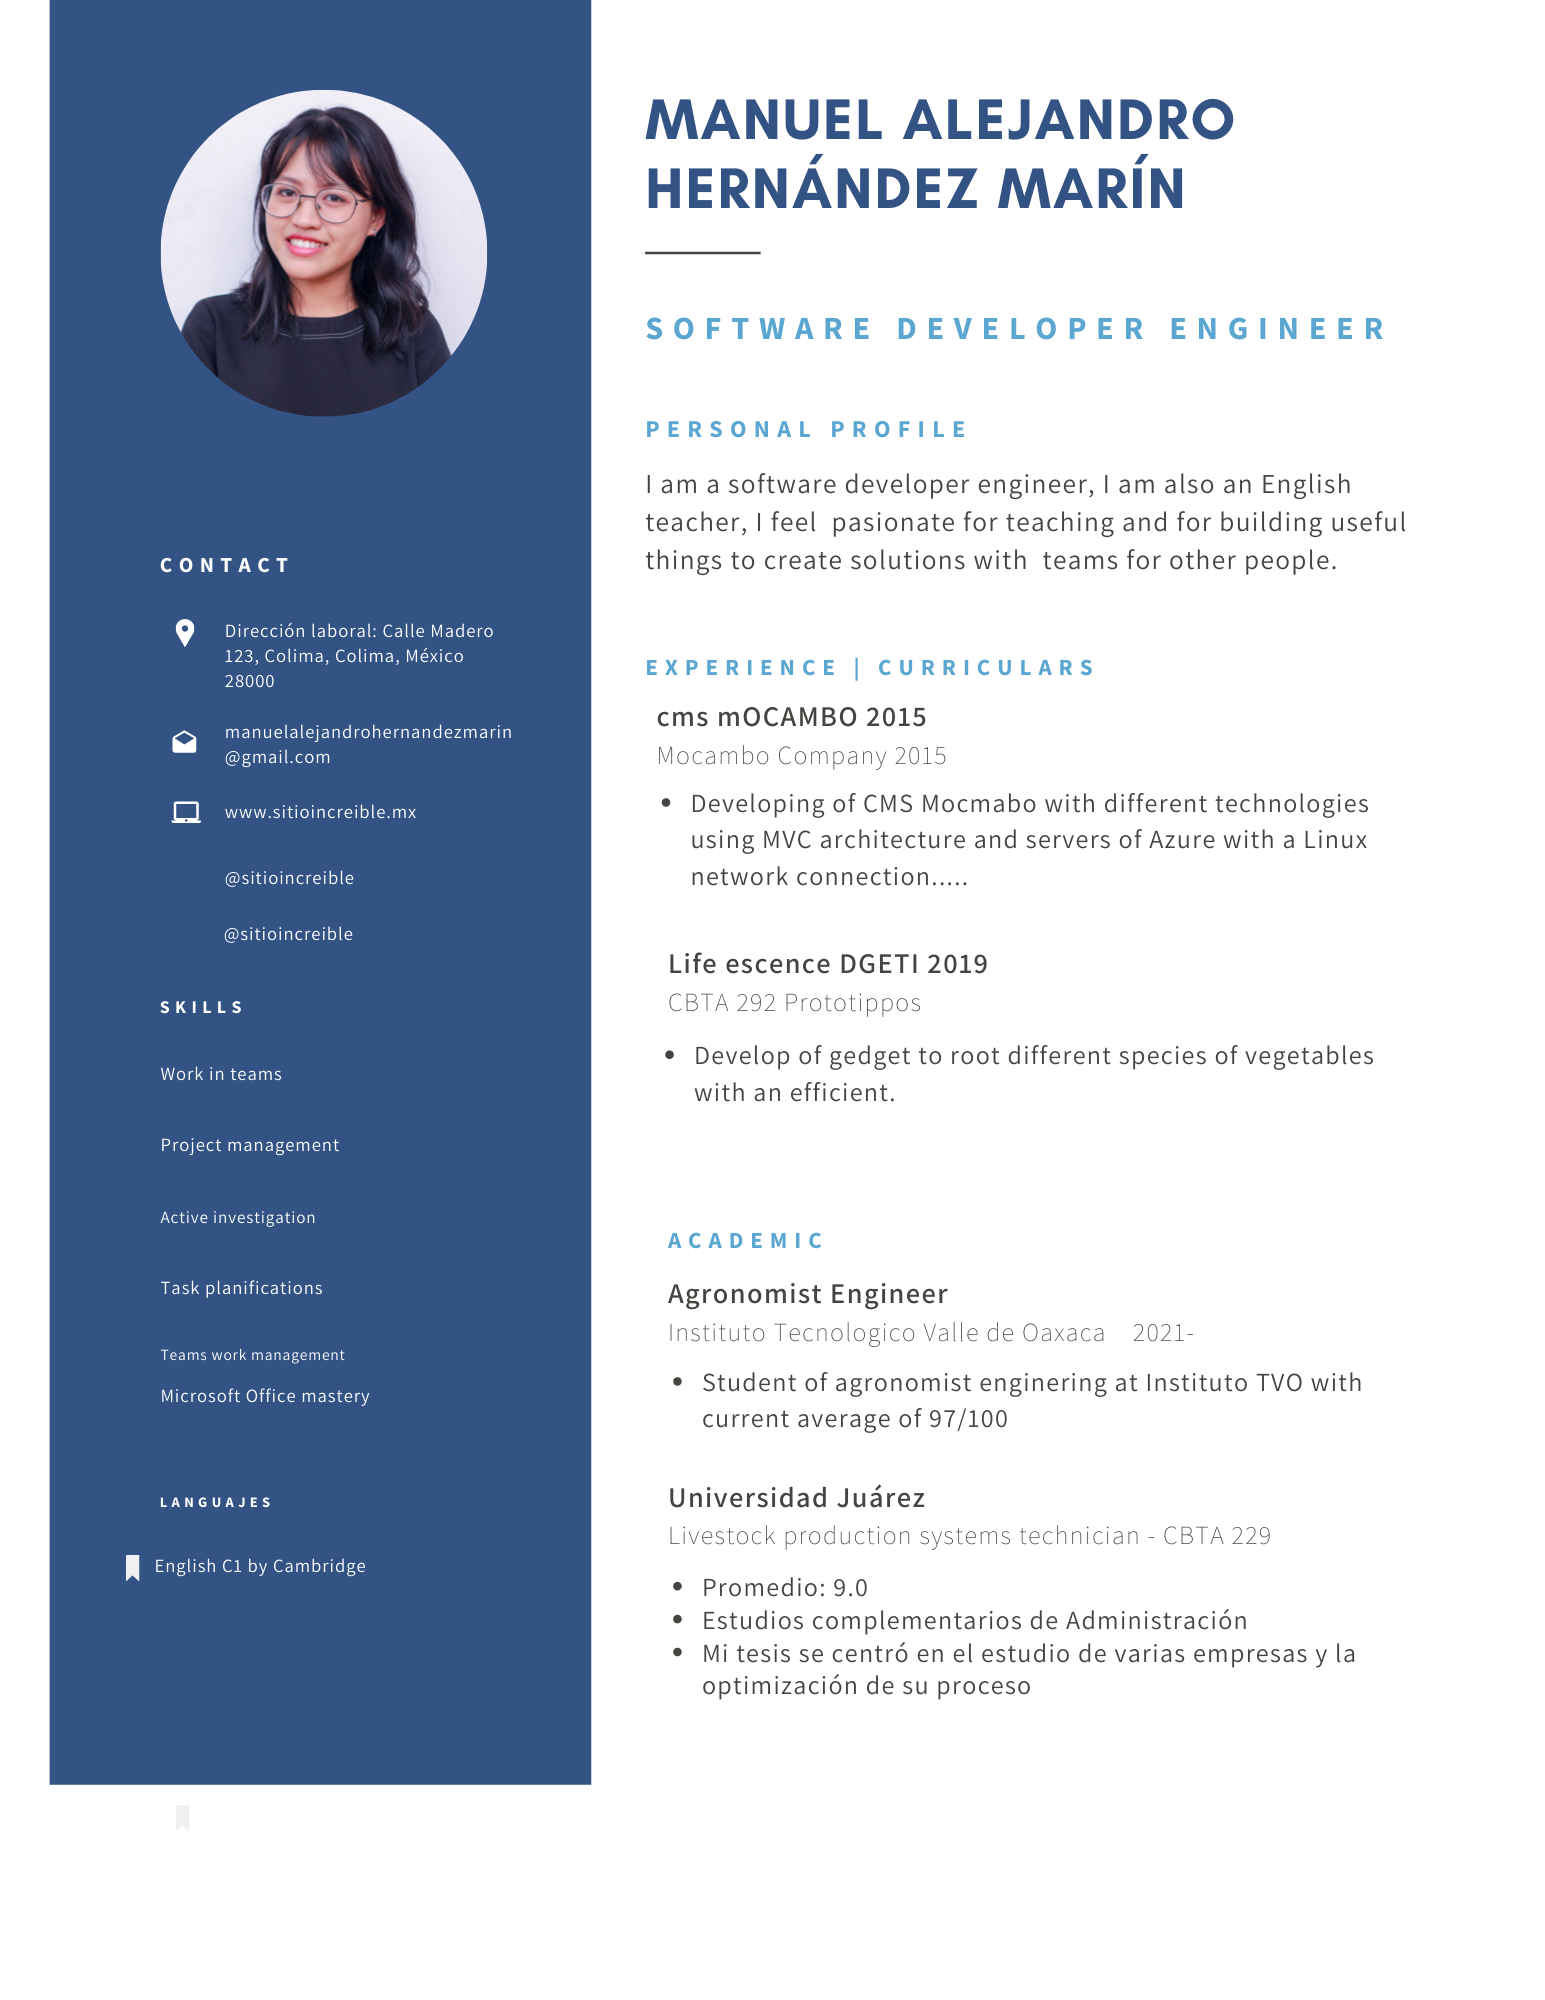 MANUEL ALEJANDRO
HERNÁNDEZ MARÍN
SOFTWARE DEVELOPER ENGINEER
PERSONAL PROFILE
I am a software developer engineer, I am also an English
teacher, I feel  pasionate for teaching and for building useful
things to create solutions with  teams for other people.
EXPERIENCE | CURRICULARS
cms mOCAMBO 2015
Mocambo Company 2015
• Developing of CMS Mocmabo with different technologies
using MVC architecture and servers of Azure with a Linux
network connection.....
Life escence DGETI 2019
CBTA 292 Prototippos
• Develop of gedget to root different species of vegetables
with an efficient.
ACADEMIC
Agronomist Engineer
Instituto Tecnologico Valle de Oaxaca    2021-
• Student of agronomist enginering at Instituto TVO with
current average of 97/100
Universidad Juárez
Livestock production systems technician - CBTA 229
• Promedio: 9.0
• Estudios complementarios de Administración
• Mi tesis se centró en el estudio de varias empresas y la
optimización de su proceso
CONTACT
Dirección laboral: Calle Madero
123, Colima, Colima, México
28000
manuelalejandrohernandezmarin
@gmail.com
www.sitioincreible.mx
@sitioincreible
@sitioincreible
SKILLS
Work in teams
Project management
Active investigation
Task planifications
Teams work management
Microsoft Office mastery
LANGUAJES
English C1 by Cambridge